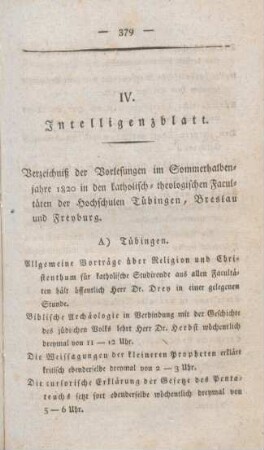 — 379 —
IV.
Intelligenzblatt.
Verzeichniß der Vorlesungen im Sommerhalben-
jahre 1820 in den katholisch-theologischen Facul-
täten der Hochschulen Tübingen, Breslau
und Freyburg.
A) Tübingen.
Allgemeine Vorträge über Religion und Chri-
stenthum für katholische Studirende aus allen Facultä-
ten hält öffentlich Herr Dr. Drey in einer gelegenen
Stunde.
Biblische Archäologie in Verbindung mit der Geschichte
des jüdischen Volks lehrt Herr Dr. Herbst wöchentlich
dreymal von 11 — 12 Uhr.
Die Weissagungen der kleineren Propheten erklärt
kritisch ebenderselbe dreymal von 2 — 3 Uhr.
Die cursorische Erklärung der Gesetze des Penta-
teuchs setzt fort ebenderselbe wöchentlich dreymal von
5 — 6 Uhr.